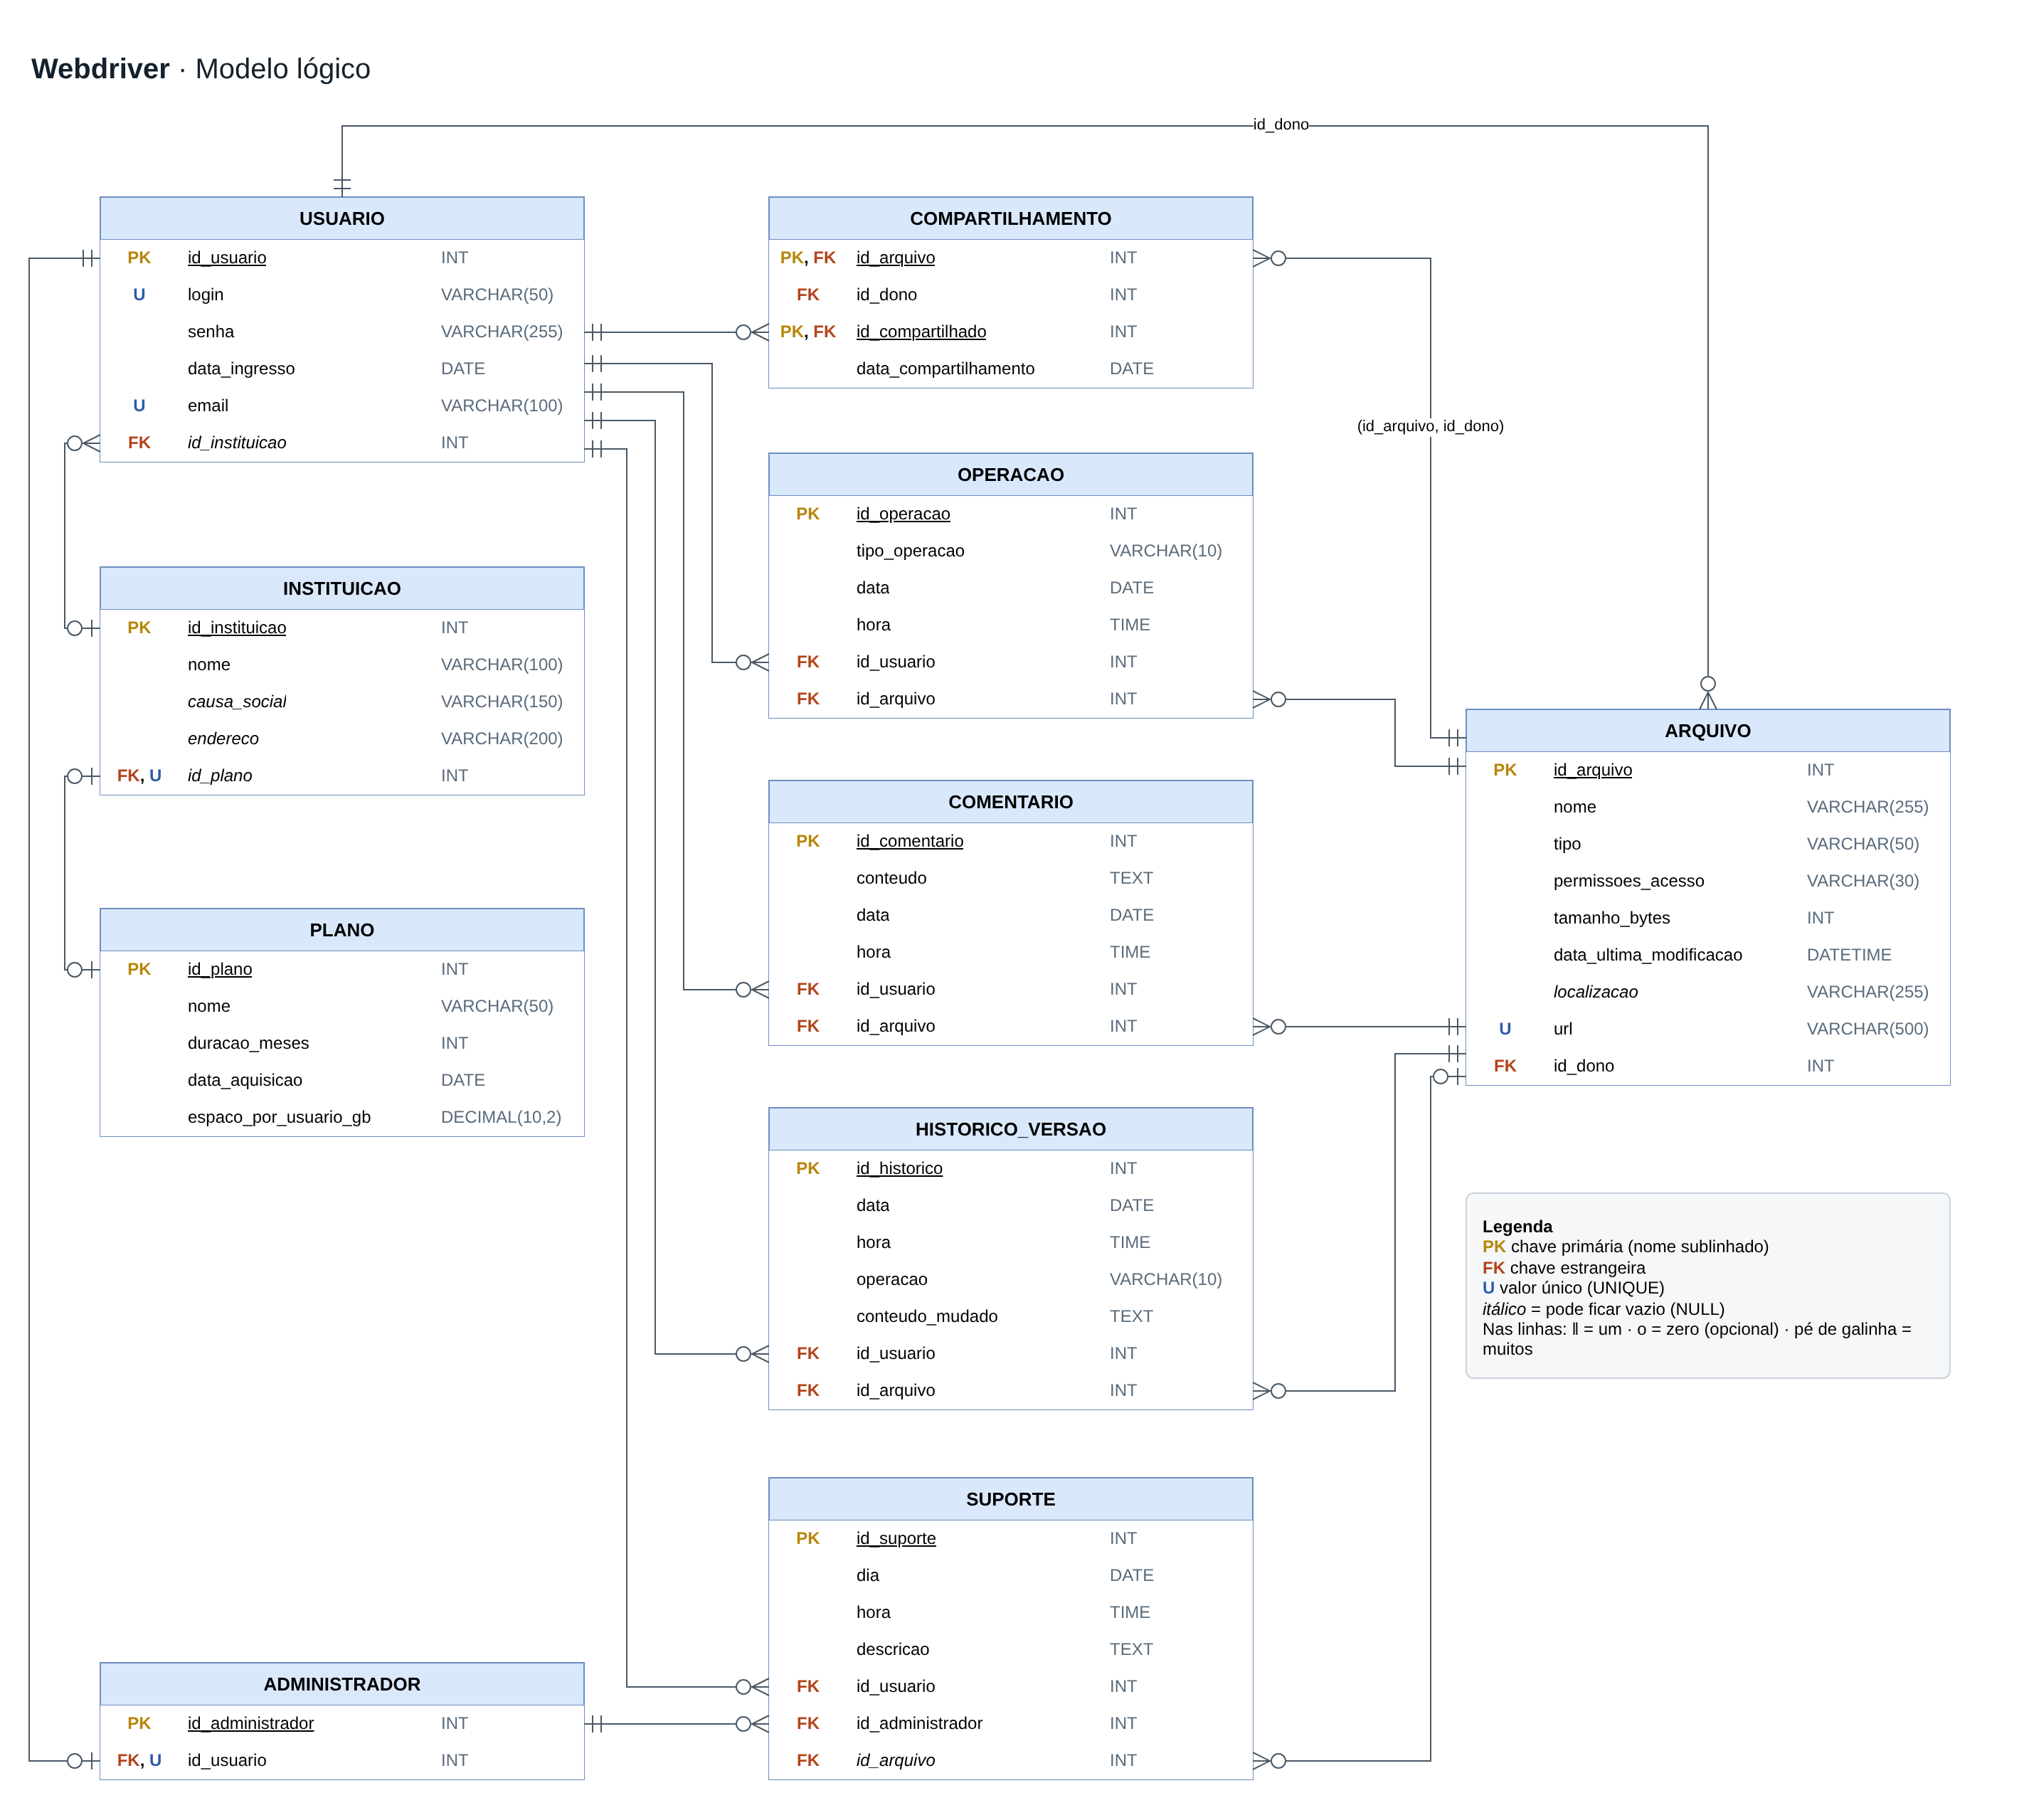 Webdriver · Modelo lógico
id_dono
USUARIO
PK id_usuario INT
U login VARCHAR(50)
senha VARCHAR(255)
data_ingresso DATE
U email VARCHAR(100)
FK id_instituicao INT
INSTITUICAO
PK id_instituicao INT
nome VARCHAR(100)
causa_social VARCHAR(150)
endereco VARCHAR(200)
FK, U id_plano INT
PLANO
PK id_plano INT
nome VARCHAR(50)
duracao_meses INT
data_aquisicao DATE
espaco_por_usuario_gb DECIMAL(10,2)
ADMINISTRADOR
PK id_administrador INT
FK, U id_usuario INT
COMPARTILHAMENTO
PK, FK id_arquivo INT
FK id_dono INT
PK, FK id_compartilhado INT
data_compartilhamento DATE
(id_arquivo, id_dono)
OPERACAO
PK id_operacao INT
tipo_operacao VARCHAR(10)
data DATE
hora TIME
FK id_usuario INT
FK id_arquivo INT
COMENTARIO
PK id_comentario INT
conteudo TEXT
data DATE
hora TIME
FK id_usuario INT
FK id_arquivo INT
HISTORICO_VERSAO
PK id_historico INT
data DATE
hora TIME
operacao VARCHAR(10)
conteudo_mudado TEXT
FK id_usuario INT
FK id_arquivo INT
SUPORTE
PK id_suporte INT
dia DATE
hora TIME
descricao TEXT
FK id_usuario INT
FK id_administrador INT
FK id_arquivo INT
ARQUIVO
PK id_arquivo INT
nome VARCHAR(255)
tipo VARCHAR(50)
permissoes_acesso VARCHAR(30)
tamanho_bytes INT
data_ultima_modificacao DATETIME
localizacao VARCHAR(255)
U url VARCHAR(500)
FK id_dono INT
Legenda
PK chave primária (nome sublinhado)
FK chave estrangeira
U valor único (UNIQUE)
itálico = pode ficar vazio (NULL)
Nas linhas: ‖ = um · o = zero (opcional) · pé de galinha =
muitos